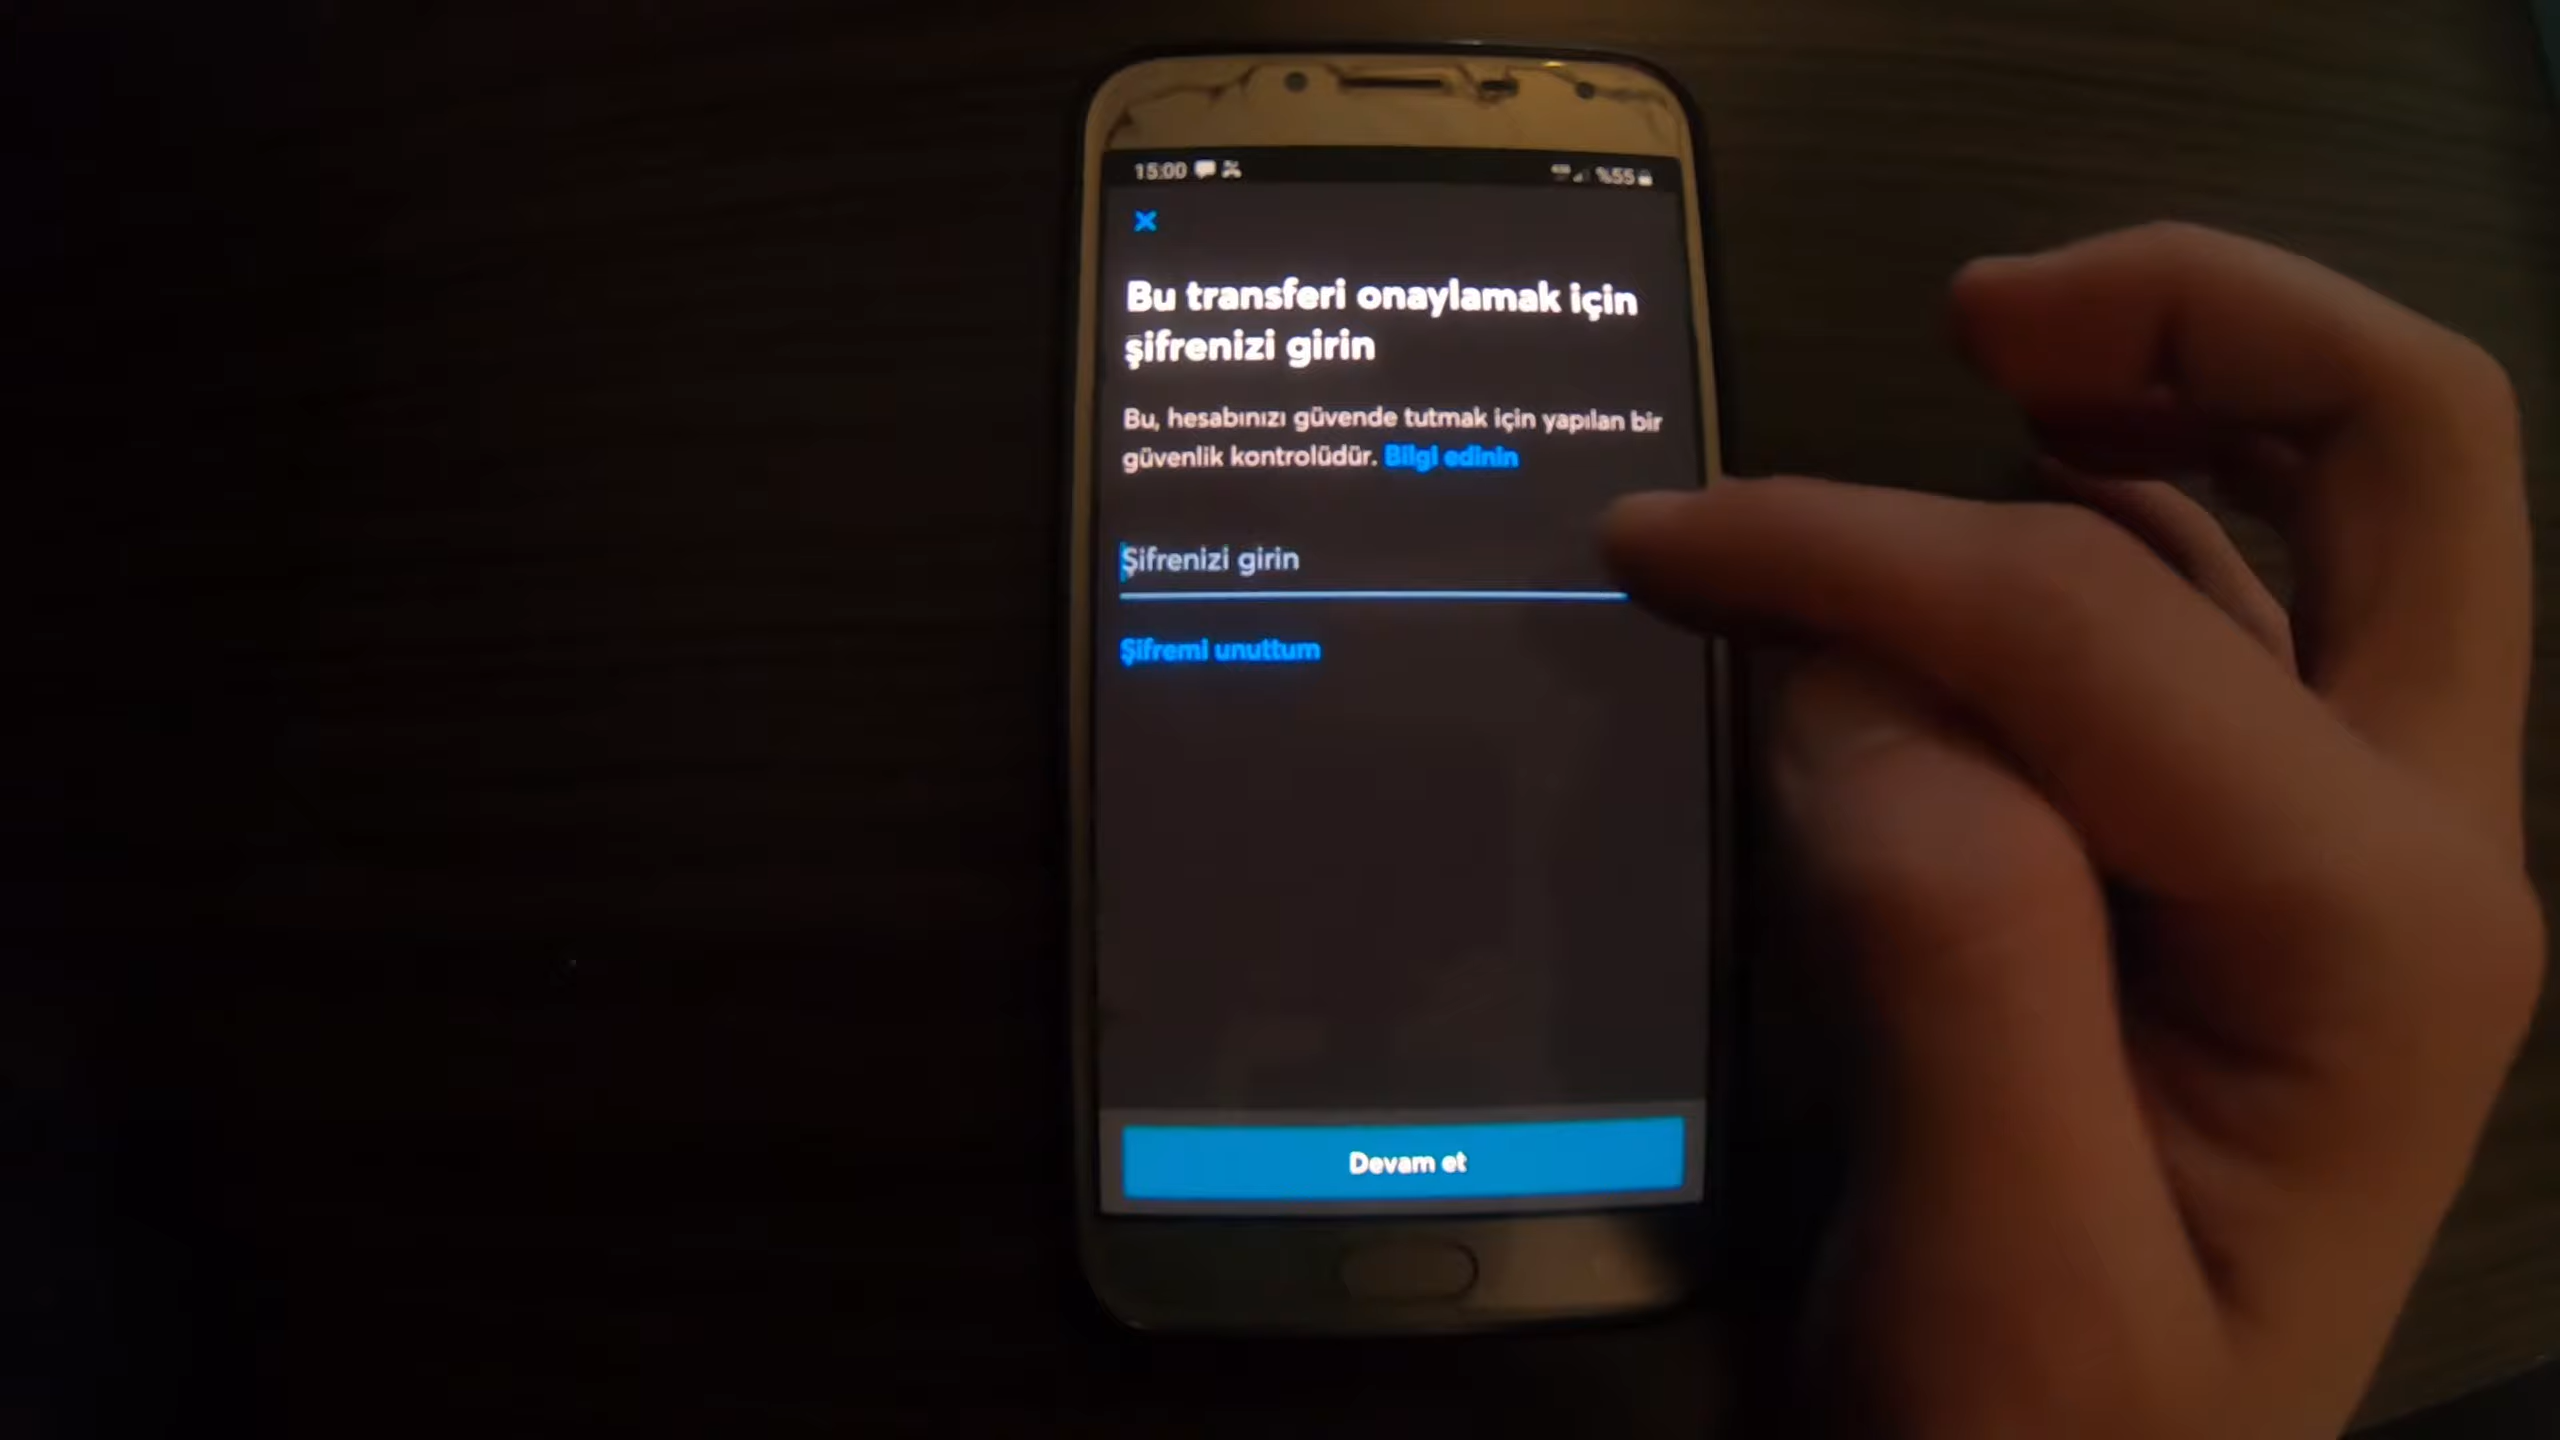 15:00
%55
Bu transferi onaylamak için
şifrenizi girin
Bu, hesabınızı güvende tutmak için yapılan bir
güvenlik kontrolüdür. Bilgi edinin
Şifrenizi girin
Şifremi unuttum
Devam et